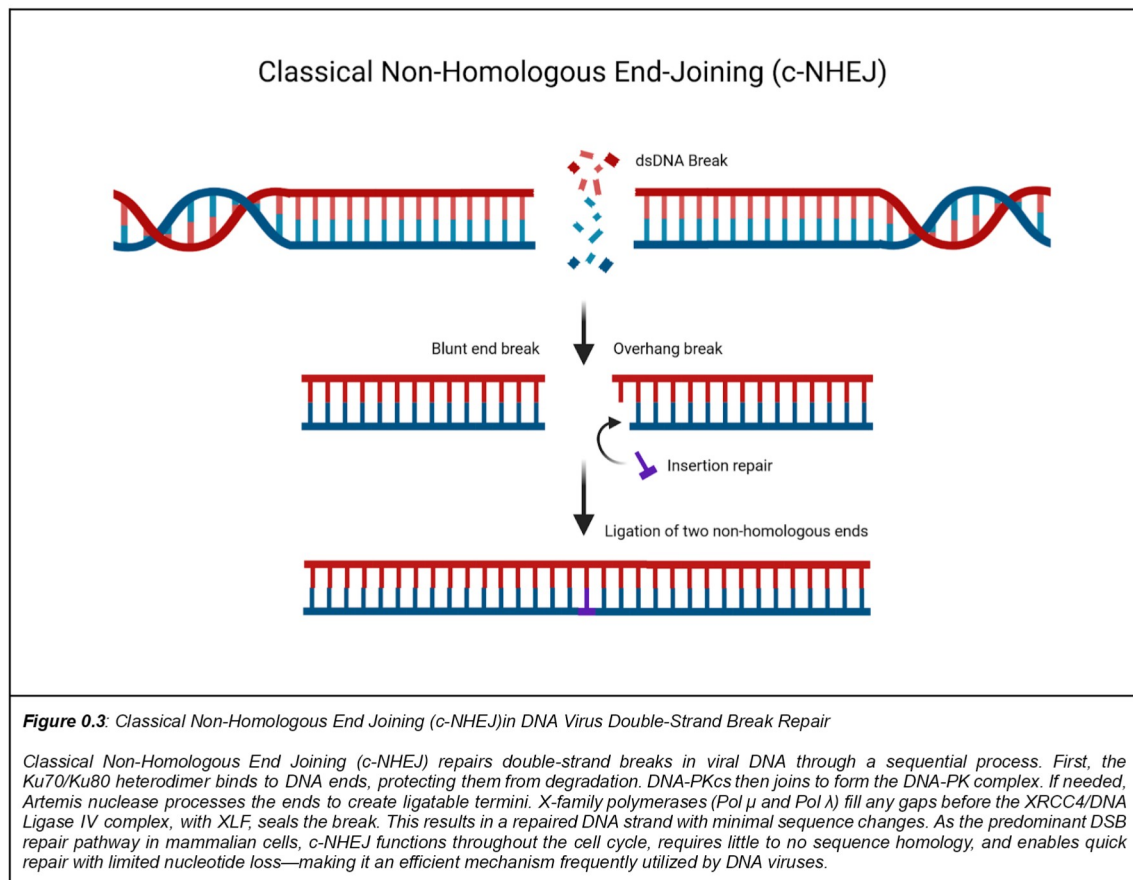 Classical Non-Homologous End-Joining (c-NHEJ)
dsDNA Break
Blunt end break
Overhang break
Insertion repair
Ligation of two non-homologous ends
Figure 0.3: Classical Non-Homologous End Joining (c-NHEJ)in DNA Virus Double-Strand Break Repair
Classical Non-Homologous End Joining (c-NHEJ) repairs double-strand breaks in viral DNA through a sequential process. First, the
Ku70/Ku80 heterodimer binds to DNA ends, protecting them from degradation. DNA-PKcs then joins to form the DNA-PK complex. If needed,
Artemis nuclease processes the ends to create ligatable termini. X-family polymerases (Pol μ and Pol λ) fill any gaps before the XRCC4/DNA
Ligase IV complex, with XLF, seals the break. This results in a repaired DNA strand with minimal sequence changes. As the predominant DSB
repair pathway in mammalian cells, c-NHEJ functions throughout the cell cycle, requires little to no sequence homology, and enables quick
repair with limited nucleotide loss—making it an efficient mechanism frequently utilized by DNA viruses.